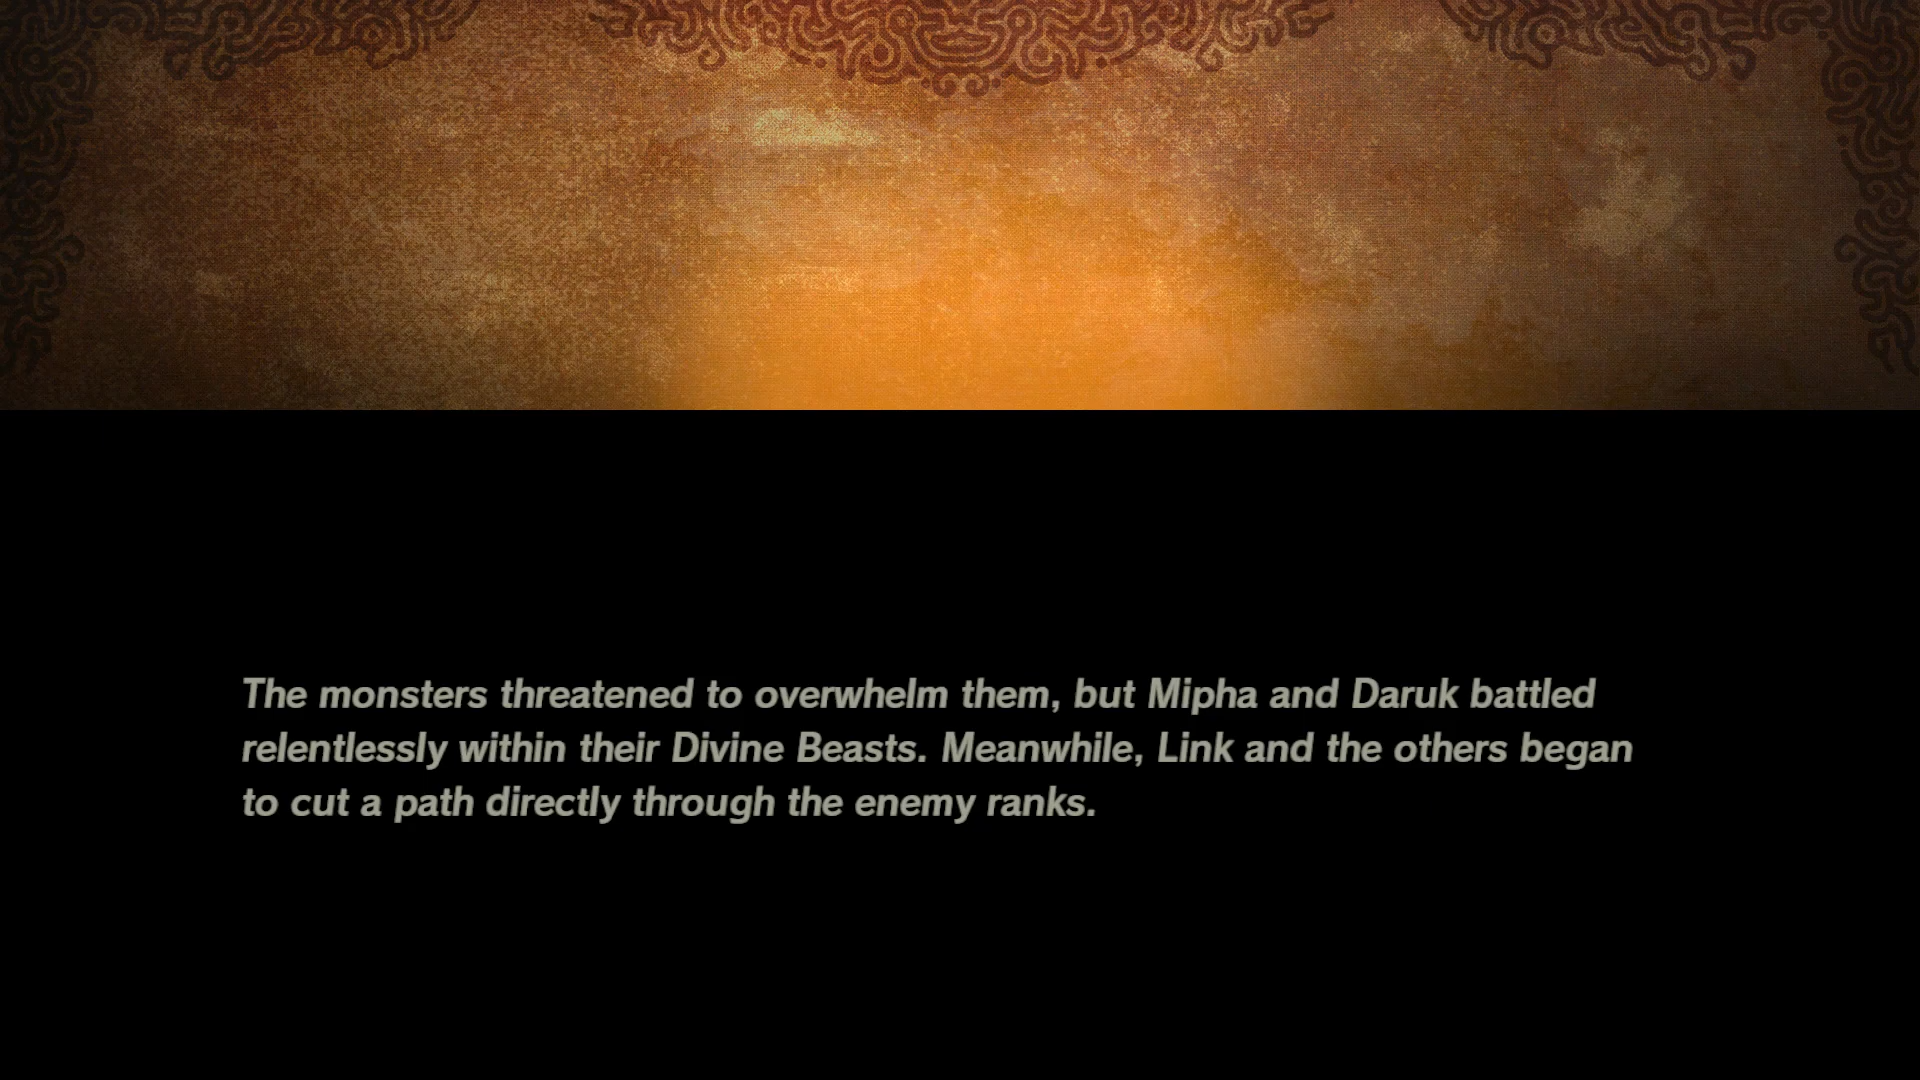 The monsters threatened to overwhelm them, but Mipha and Daruk battled
relentlessly within their Divine Beasts. Meanwhile, Link and the others began
to cut a path directly through the enemy ranks.